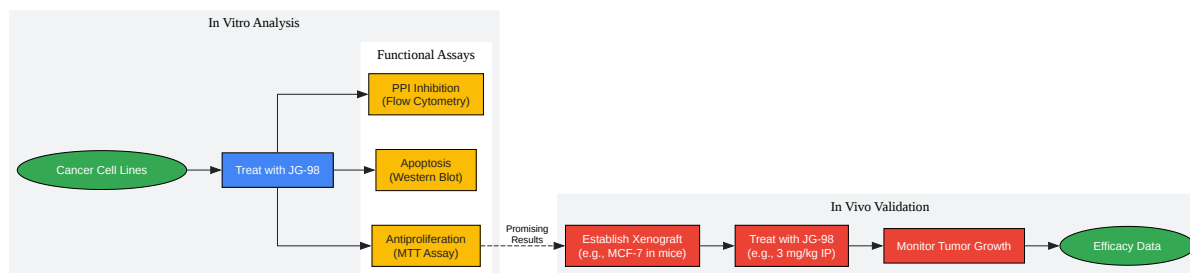 In Vitro Analysis
Functional Assays
PPI Inhibition
(Flow Cytometry)
Cancer Cell Lines
Treat with JG-98
Apoptosis
(Western Blot)
Antiproliferation
(MTT Assay)
Promising
Results
In Vivo Validation
Establish Xenograft
(e.g., MCF-7 in mice)
Treat with JG-98
(e.g., 3 mg/kg IP)
Monitor Tumor Growth
Efficacy Data